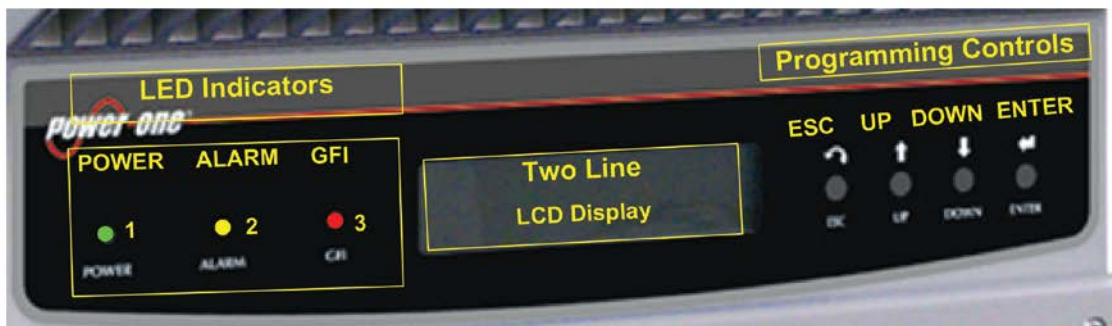 LED Indicators
Programming Controls
power-one
POWER ALARM GFI
ESC UP DOWN ENTER
Two Line
LCD Display
1 2 3
POWER ALARM GFI
ESC UP DOWN ENTER